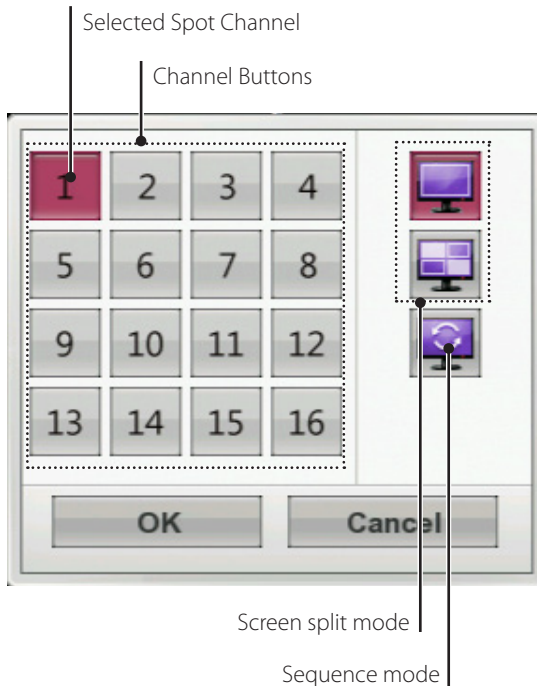 Selected Spot Channel
Channel Buttons
1 2 3 4
5 6 7 8
9 10 11 12
13 14 15 16
OK Cancel
Screen split mode
Sequence mode